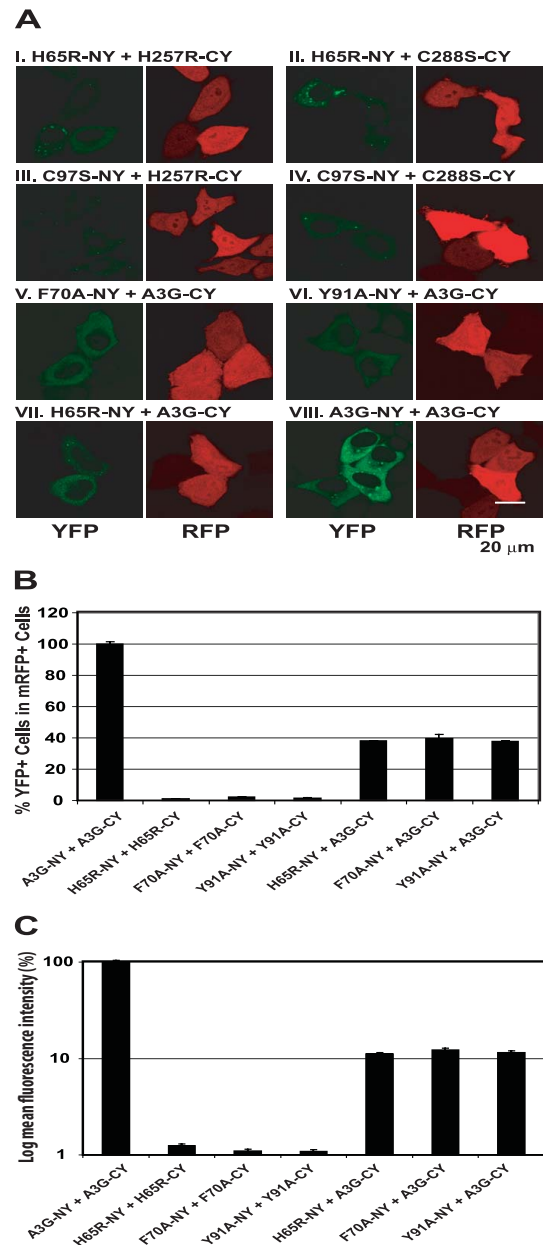 A
I. H65R-NY + H257R-CY
II. H65R-NY + C288S-CY
III. C97S-NY + H257R-CY
IV. C97S-NY + C288S-CY
V. F70A-NY + A3G-CY
VI. Y91A-NY + A3G-CY
VII. H65R-NY + A3G-CY
VIII. A3G-NY + A3G-CY
YFP RFP YFP RFP
20 μm
B
% YFP+ Cells in mRFP+ Cells
120
100
80
60
40
20
0
A3G-NY + A3G-CY
H65R-NY + H65R-CY
F70A-NY + F70A-CY
Y91A-NY + Y91A-CY
H65R-NY + A3G-CY
F70A-NY + A3G-CY
Y91A-NY + A3G-CY
C
Log mean fluorescence intensity (%)
100
10
1
A3G-NY + A3G-CY
H65R-NY + H65R-CY
F70A-NY + F70A-CY
Y91A-NY + Y91A-CY
H65R-NY + A3G-CY
F70A-NY + A3G-CY
Y91A-NY + A3G-CY